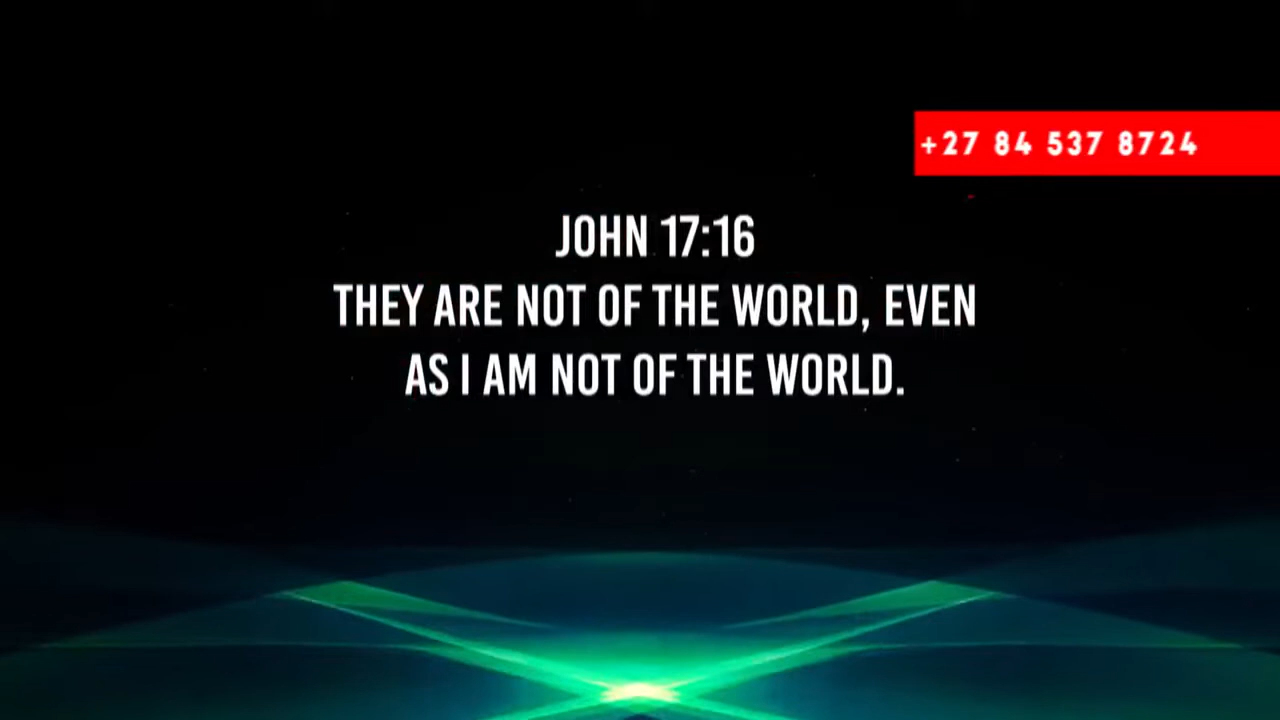 +27 84 537 8724
JOHN 17:16
THEY ARE NOT OF THE WORLD, EVEN
AS I AM NOT OF THE WORLD.